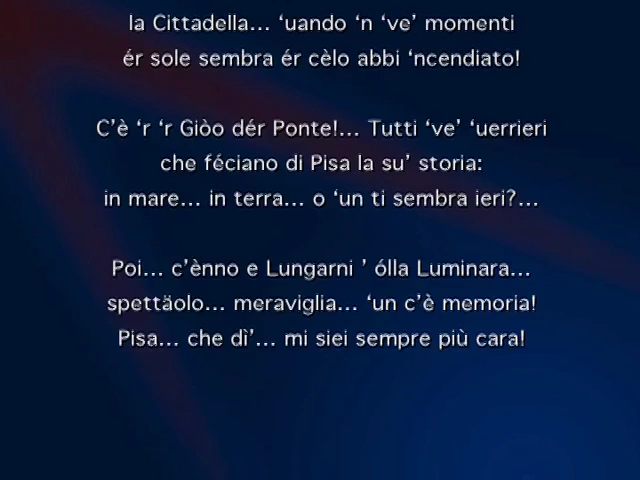 la Cittadella... ‘uando ‘n ‘ve’ momenti
ér sole sembra ér cèlo abbi ‘ncendiato!
C’è ‘r ‘r Giòo dér Ponte!... Tutti ‘ve’ ‘uerrieri
che féciano di Pisa la su’ storia:
in mare... in terra... o ‘un ti sembra ieri?...
Poi... c’ènno e Lungarni ’ ólla Luminara...
spettäolo... meraviglia... ‘un c’è memoria!
Pisa... che dì’... mi siei sempre più cara!